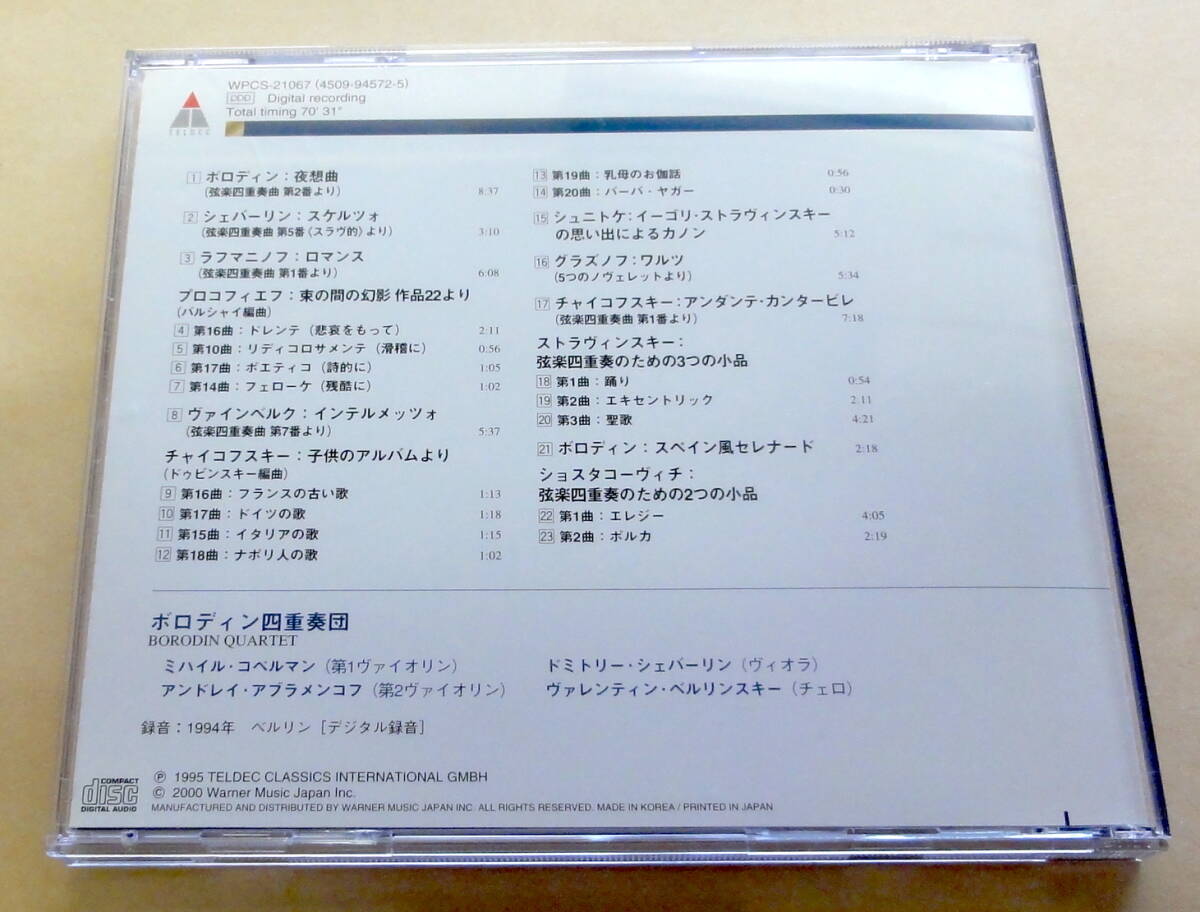 WPCS-21067 (4509-94572-5)
DDD Digital recording
Total timing 70' 31"
TELDEC
1 ボロディン：夜想曲
(弦楽四重奏曲 第2番より) 8:37
2 シェバーリン：スケルツォ
(弦楽四重奏曲 第5番〈スラヴ的〉より) 3:10
3 ラフマニノフ：ロマンス
(弦楽四重奏曲 第1番より) 6:08
プロコフィエフ：束の間の幻影 作品22より
(バルシャイ編曲)
4 第16曲：ドレンテ（悲哀をもって） 2:11
5 第10曲：リディコロサメンテ（滑稽に） 0:56
6 第17曲：ポエティコ（詩的に） 1:05
7 第14曲：フェローケ（残酷に） 1:02
8 ヴァインベルク：インテルメッツォ
(弦楽四重奏曲 第7番より) 5:37
チャイコフスキー：子供のアルバムより
(ドゥビンスキー編曲)
9 第16曲：フランスの古い歌 1:13
10 第17曲：ドイツの歌 1:18
11 第15曲：イタリアの歌 1:15
12 第18曲：ナポリ人の歌 1:02
13 第19曲：乳母のお伽話 0:56
14 第20曲：バーバ・ヤガー 0:30
15 シュニトケ：イーゴリ・ストラヴィンスキー
の思い出によるカノン 5:12
16 グラズノフ：ワルツ
(5つのノヴェレットより) 5:34
17 チャイコフスキー：アンダンテ・カンタービレ
(弦楽四重奏曲 第1番より) 7:18
ストラヴィンスキー：
弦楽四重奏のための3つの小品
18 第1曲：踊り 0:54
19 第2曲：エキセントリック 2:11
20 第3曲：聖歌 4:21
21 ボロディン：スペイン風セレナード 2:18
ショスタコーヴィチ：
弦楽四重奏のための2つの小品
22 第1曲：エレジー 4:05
23 第2曲：ポルカ 2:19
ボロディン四重奏団
BORODIN QUARTET
ミハイル・コペルマン（第1ヴァイオリン）
アンドレイ・アブラメンコフ（第2ヴァイオリン）
ドミトリー・シェバーリン（ヴィオラ）
ヴァレンティン・ベルリンスキー（チェロ）
録音：1994年 ベルリン［デジタル録音］
COMPACT
disc
DIGITAL AUDIO
Ⓟ 1995 TELDEC CLASSICS INTERNATIONAL GMBH
© 2000 Warner Music Japan Inc.
MANUFACTURED AND DISTRIBUTED BY WARNER MUSIC JAPAN INC. ALL RIGHTS RESERVED. MADE IN KOREA / PRINTED IN JAPAN